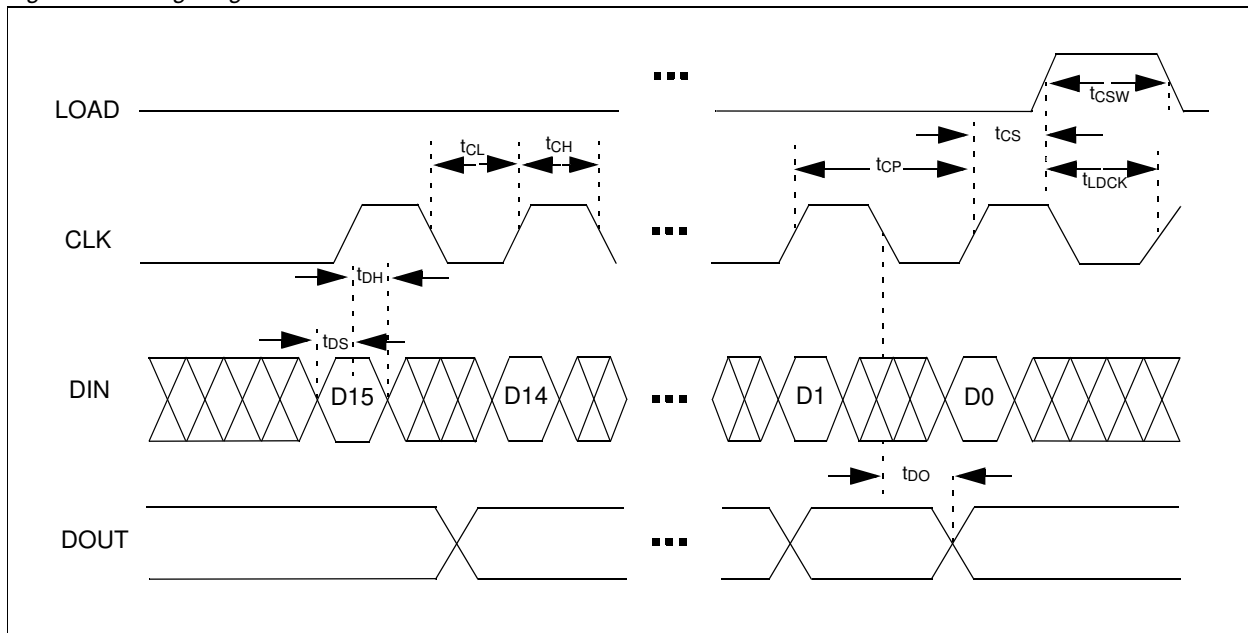 LOAD
tCSW
tCL
tCH
tCP
tCS
tLDCK
CLK
tDH
tDS
DIN
D15
D14
D1
D0
tDO
DOUT